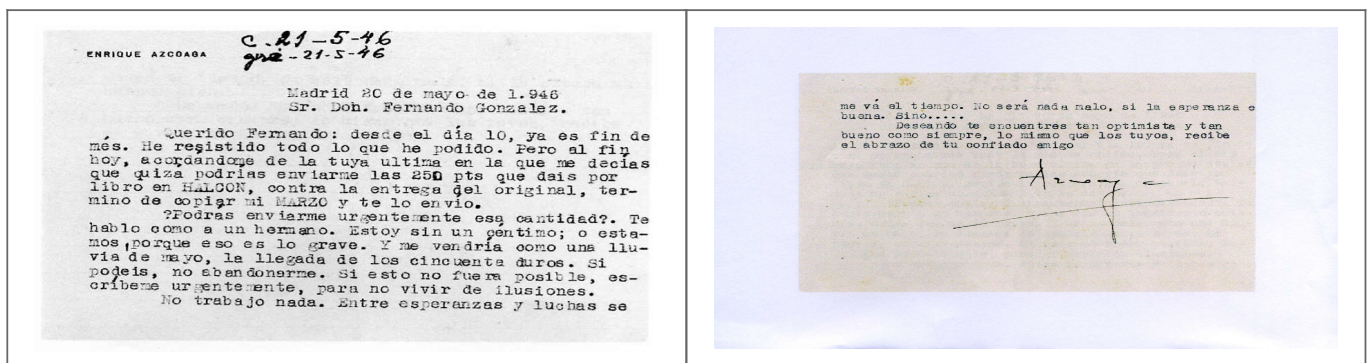 C. 21-5-46
ENRIQUE AZCOAGA
giré - 21-5-46
Madrid 20 de mayo de 1.946
Sr. Don. Fernando Gonzalez.
Querido Fernando: desde el día 10, ya es fin de
més. He resistido todo lo que he podido. Pero al fin
hoy, acordandome de la tuya ultima en la que me decias
que quiza podrias enviarme las 250 pts que dais por
libro en HALCON, contra la entrega del original, ter-
mino de copiar mi MARZO y te lo envio.
?Podras enviarme urgentemente esa cantidad?. Te
hablo como a un hermano. Estoy sin un céntimo; o esta-
mos, porque eso es lo grave. Y me vendría como una llu-
via de mayo, la llegada de los cincuenta duros. Si
podeis, no abandonerme. Si esto no fuera posible, es-
cribeme urgentemente, para no vivir de ilusiones.
No trabajo nada. Entre esperanzas y luchas se
me vá el tiempo. No será nada malo, si la esperanza e
buena. Sino.....
Deseando te encuentres tan optimista y tan
bueno como siempre, lo mismo que los tuyos, recibe
el abrazo de tu confiado amigo
Azcoaga